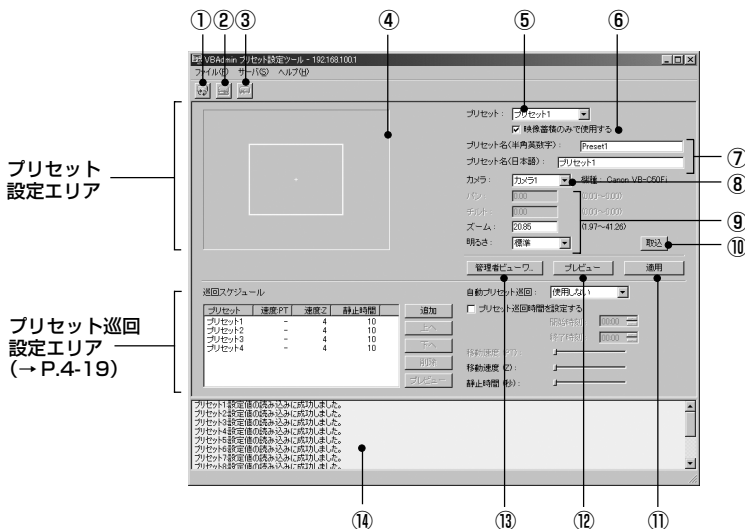 ① ② ③ ④ ⑤ ⑥
VBAdmin プリセット設定ツール - 192.168.100.1
ファイル(F) サーバ(S) ヘルプ(H)
プリセット
設定エリア
プリセット： プリセット1
映像蓄積のみで使用する
プリセット名(半角英数字)： Preset1
プリセット名(日本語)： プリセット1
⑦
カメラ： カメラ1 機種： Canon VB-C50Fi
⑧
パン： 0.00 (0.00～0.00)
チルト： 0.00 (0.00～0.00)
ズーム： 20.85 (1.97～41.26)
⑨
明るさ： 標準 取込
⑩
管理者ビューワ.. プレビュー 適用
プリセット巡回
設定エリア
(→ P.4-19)
巡回スケジュール
プリセット 速度:PT 速度:Z 静止時間
プリセット1 - 4 10
プリセット2 - 4 10
プリセット3 - 4 10
プリセット4 - 4 10
追加
上へ
下へ
削除
プレビュー
自動プリセット巡回： 使用しない
プリセット巡回時間を設定する
開始時刻 00:00
終了時刻 00:00
移動速度 (PT)：
移動速度 (Z)：
静止時間 (秒)：
プリセット1設定値の読み込みに成功しました。
プリセット2設定値の読み込みに成功しました。
プリセット3設定値の読み込みに成功しました。
プリセット4設定値の読み込みに成功しました。
プリセット5設定値の読み込みに成功しました。
プリセット6設定値の読み込みに成功しました。
プリセット7設定値の読み込みに成功しました。
プリセット8設定値の読み込みに成功しました。
⑭ ⑬ ⑫ ⑪